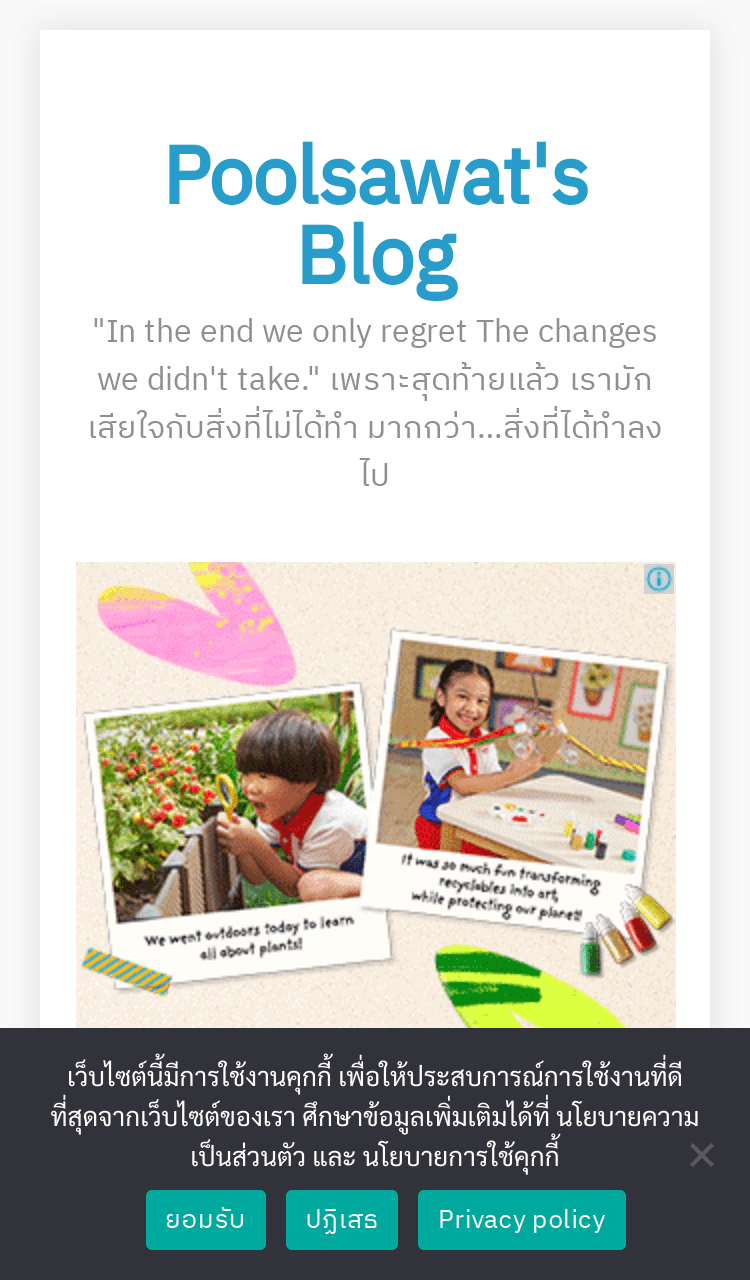 Poolsawat's
Blog
"In the end we only regret The changes
we didn't take." เพราะสุดท้ายแล้ว เรามัก
เสียใจกับสิ่งที่ไม่ได้ทำ มากกว่า...สิ่งที่ได้ทำลง
ไป
It was so much fun transforming
recyclables into art,
while protecting our planet!
We went outdoors today to learn
all about plants!
เว็บไซต์นี้มีการใช้งานคุกกี้ เพื่อให้ประสบการณ์การใช้งานที่ดี
ที่สุดจากเว็บไซต์ของเรา ศึกษาข้อมูลเพิ่มเติมได้ที่ นโยบายความ
เป็นส่วนตัว และ นโยบายการใช้คุกกี้
ยอมรับ
ปฏิเสธ
Privacy policy